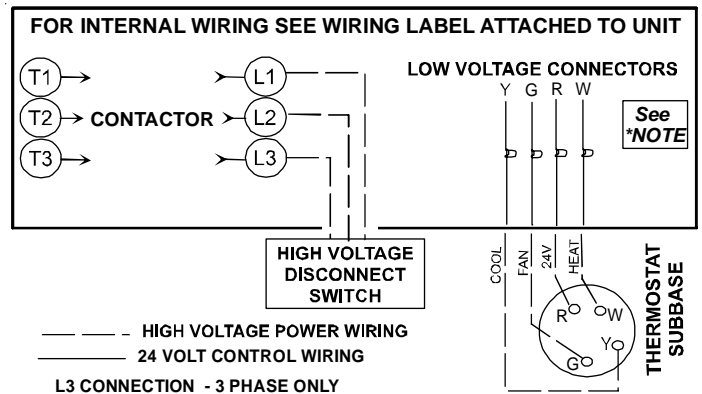 FOR INTERNAL WIRING SEE WIRING LABEL ATTACHED TO UNIT
T1
L1
LOW VOLTAGE CONNECTORS
Y G R W
T2
CONTACTOR
L2
See
*NOTE
T3
L3
COOL
FAN
24V
HEAT
HIGH VOLTAGE
DISCONNECT
SWITCH
THERMOSTAT
SUBBASE
R
W
Y
G
HIGH VOLTAGE POWER WIRING
24 VOLT CONTROL WIRING
L3 CONNECTION - 3 PHASE ONLY